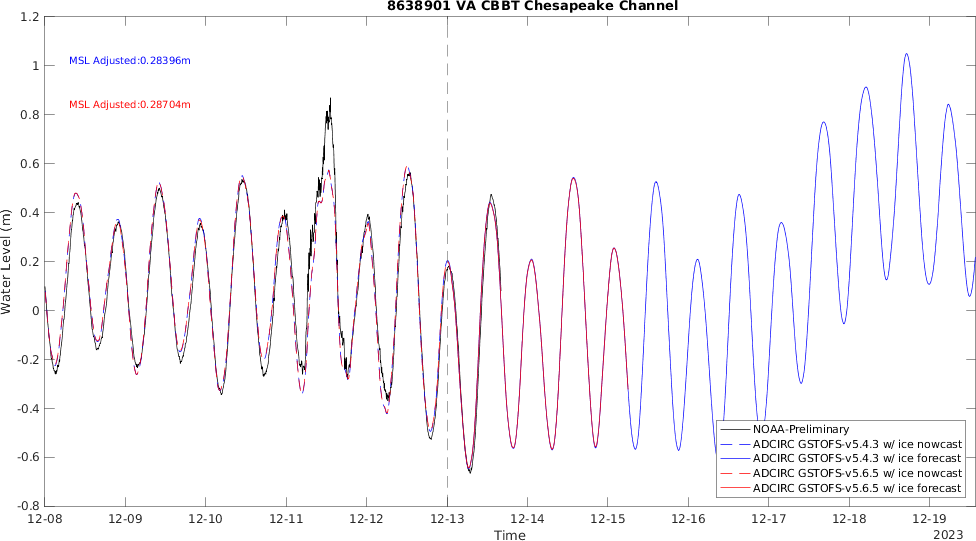 8638901 VA CBBT Chesapeake Channel
1.2
1
0.8
0.6
0.4
0.2
0
-0.2
-0.4
-0.6
-0.8
Water Level (m)
MSL Adjusted:0.28396m
MSL Adjusted:0.28704m
NOAA-Preliminary
ADCIRC GSTOFS-v5.4.3 w/ ice nowcast
ADCIRC GSTOFS-v5.4.3 w/ ice forecast
ADCIRC GSTOFS-v5.6.5 w/ ice nowcast
ADCIRC GSTOFS-v5.6.5 w/ ice forecast
12-08 12-09 12-10 12-11 12-12 12-13 12-14 12-15 12-16 12-17 12-18 12-19
Time
2023